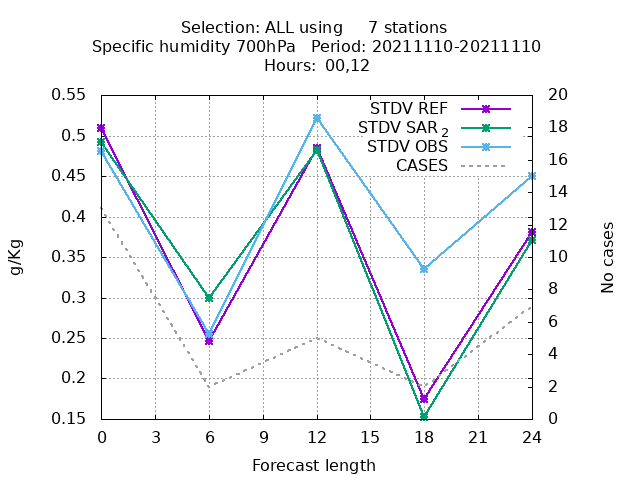 Selection: ALL using     7 stations
Specific humidity 700hPa   Period: 20211110-20211110
Hours: 00,12
STDV REF
STDV SAR 2
STDV OBS
CASES
0.55
0.5
0.45
0.4
0.35
0.3
0.25
0.2
0.15
20
18
16
14
12
10
8
6
4
2
0
g/Kg
No cases
0 3 6 9 12 15 18 21 24
Forecast length